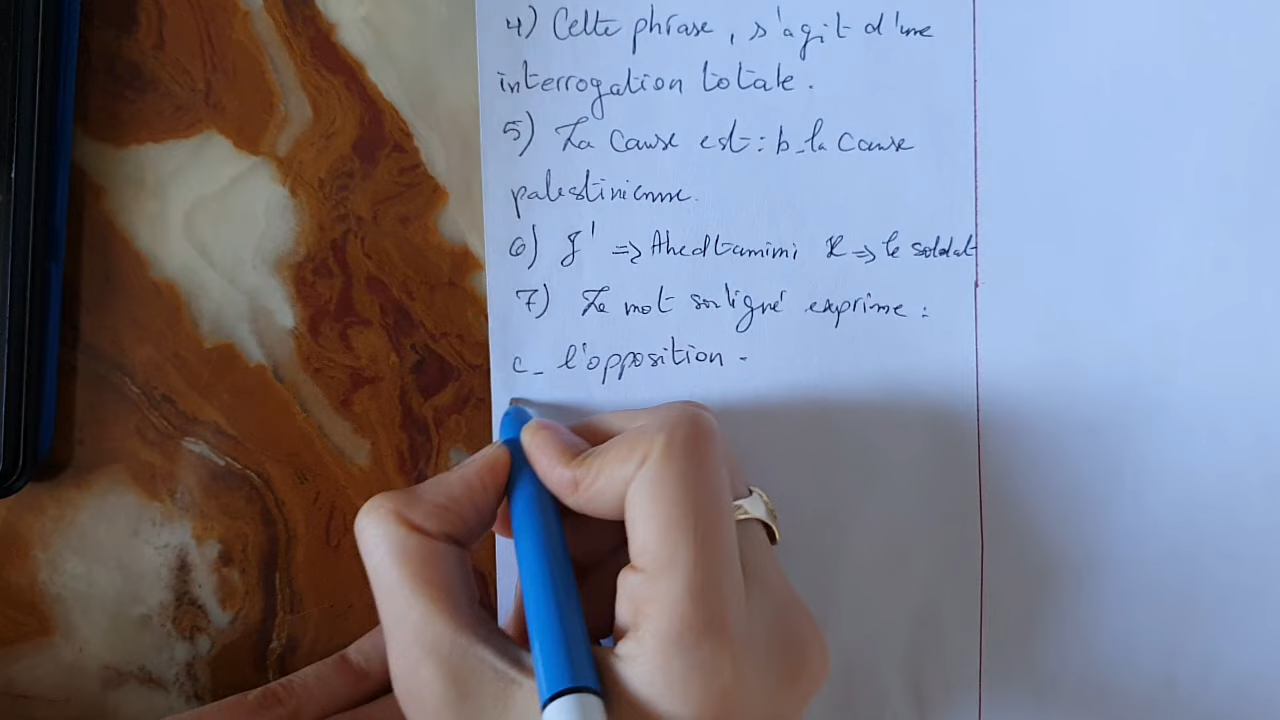 4) Cette phrase, s'agit d'une
interrogation totale.
5) La cause est : b_la cause
palestinienne.
6) J' => Ahed Tamimi => le soldat
7) Le mot souligné exprime :
c_ l'opposition.